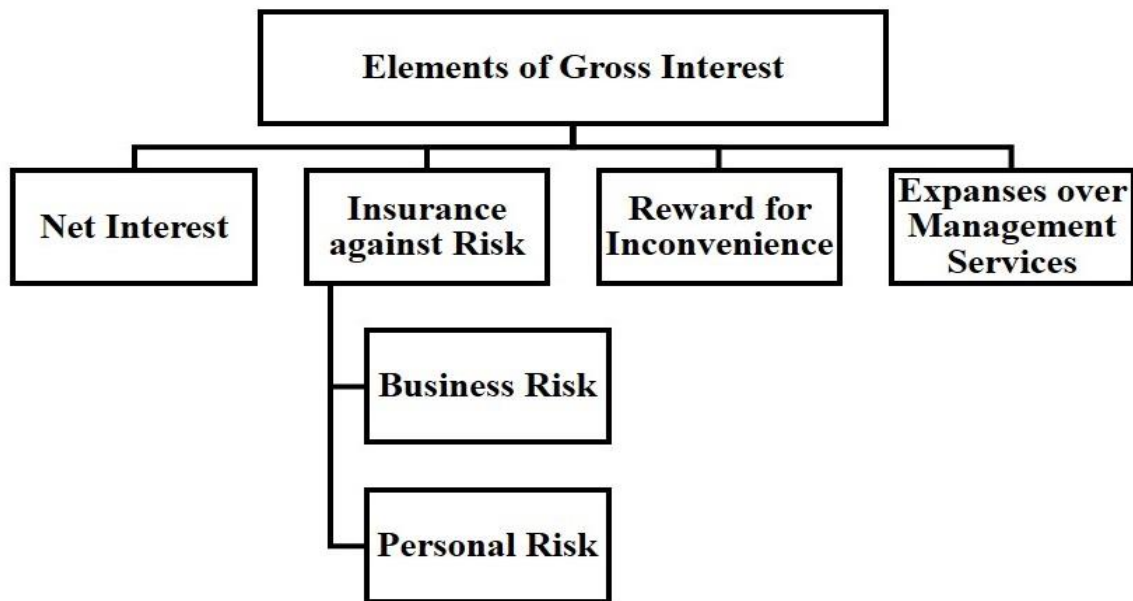 Elements of Gross Interest
Net Interest
Insurance
against Risk
Reward for
Inconvenience
Expanses over
Management
Services
Business Risk
Personal Risk